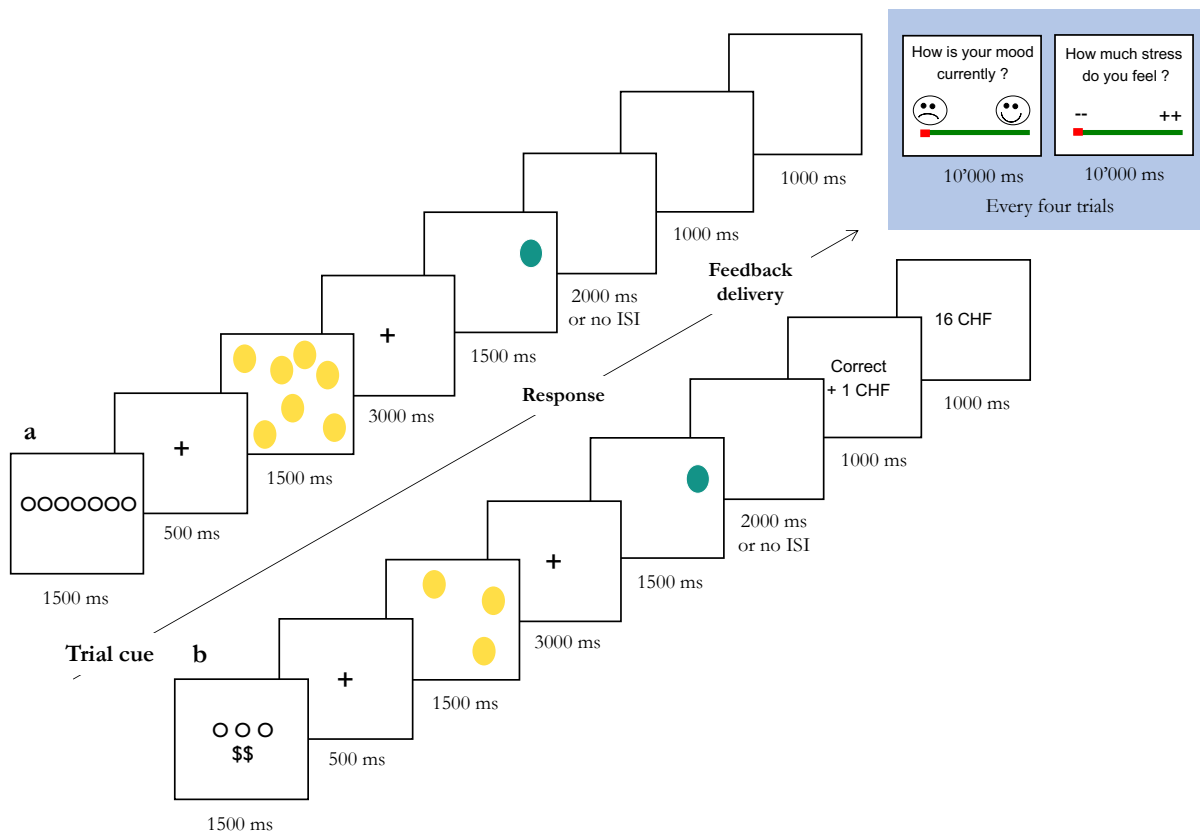 How is your mood
currently ?
How much stress
do you feel ?
--
++
10'000 ms
10'000 ms
Every four trials
a
OOOOOOO
1500 ms
+
500 ms
1500 ms
+
3000 ms
1500 ms
2000 ms
or no ISI
1000 ms
1000 ms
Trial cue
Response
Feedback
delivery
b
O O O
$$
1500 ms
+
500 ms
1500 ms
+
3000 ms
1500 ms
2000 ms
or no ISI
Correct
+ 1 CHF
1000 ms
16 CHF
1000 ms